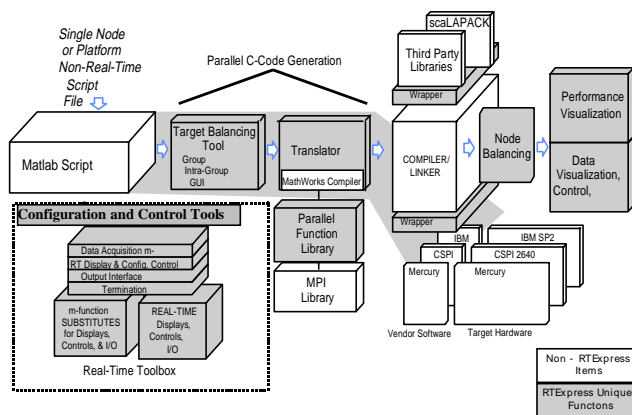 Single Node
or Platform
Non-Real-Time
Script
File
Parallel C-Code Generation
scaLAPACK
Third Party
Libraries
Wrapper
Matlab Script
Target Balancing
Tool
Group
Intra-Group
GUI
Translator
MathWorks Compiler
COMPILER/
LINKER
Node
Balancing
Performance
Visualization
Data
Visualization,
Control,
Wrapper
Parallel
Function
Library
MPI
Library
IBM
CSPI
Mercury
Vendor Software
IBM SP2
CSPI 2640
Mercury
Target Hardware
Configuration and Control Tools
Data Acquisition m-
RT Display & Config. Control
Output Interface
Termination
m-function
SUBSTITUTES
for Displays,
Controls, & I/O
REAL-TIME
Displays,
Controls,
I/O
Real-Time Toolbox
Non - RTExpress
Items
RTExpress Unique
Functons